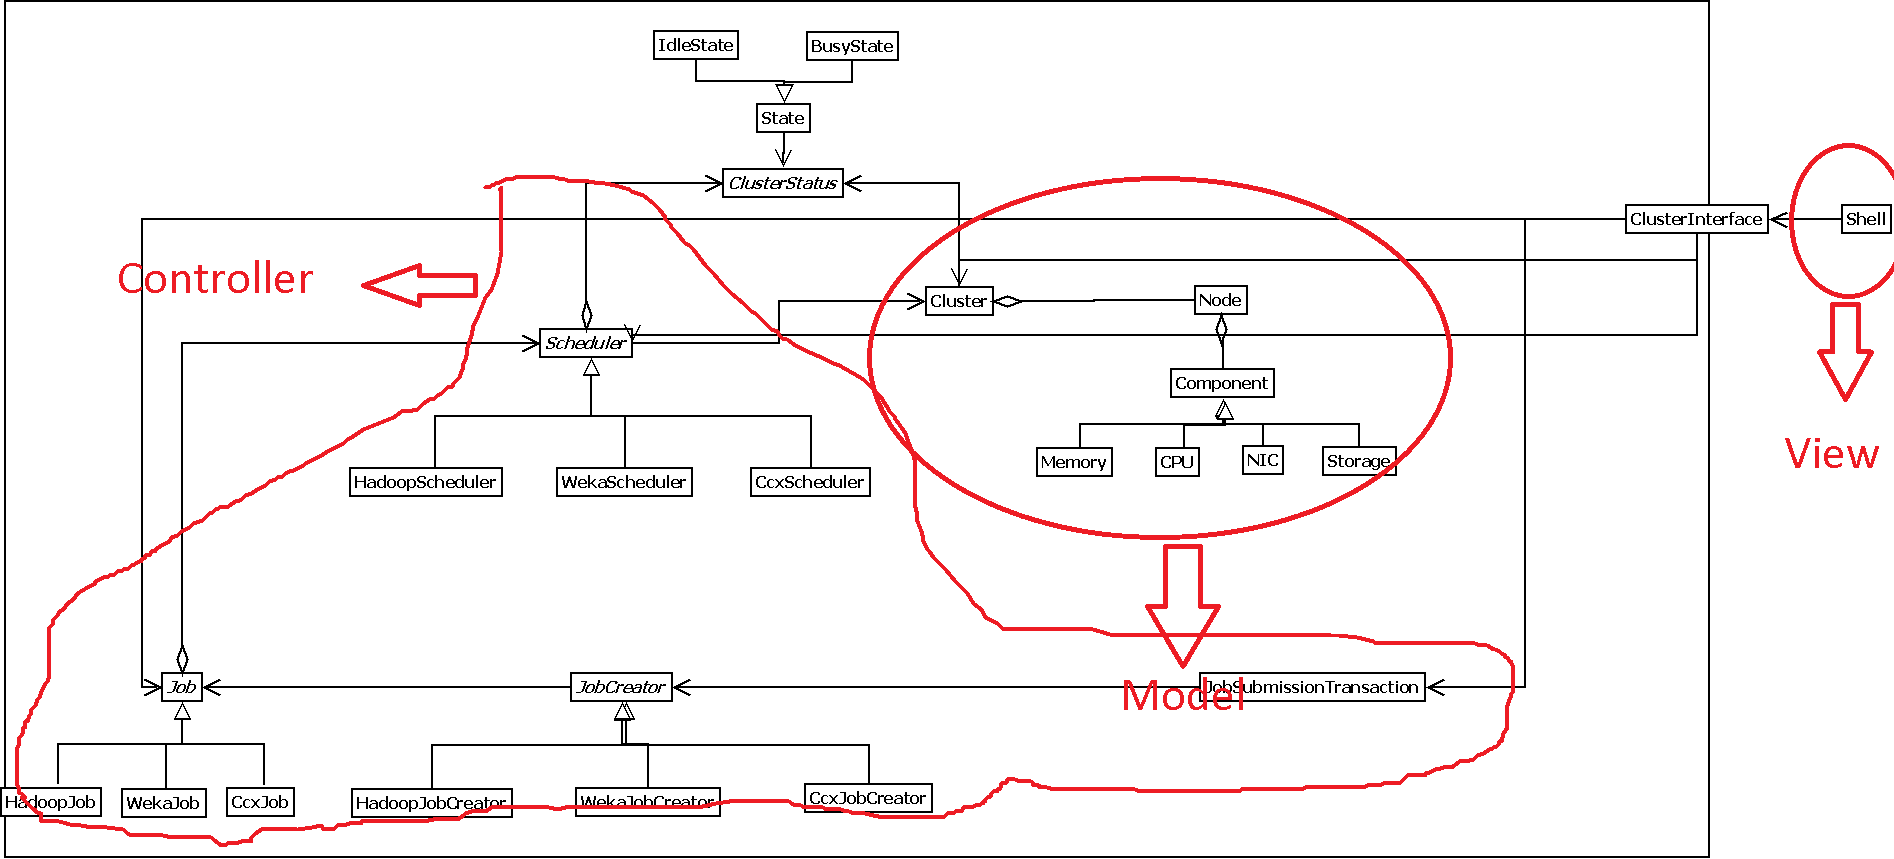 IdleState
BusyState
State
ClusterStatus
ClusterInterface
Shell
Controller
Cluster
Node
Scheduler
Component
Memory
CPU
NIC
Storage
View
HadoopScheduler
WekaScheduler
CcxScheduler
Job
JobCreator
JobSubmissionTransaction
Model
HadoopJob
WekaJob
CcxJob
HadoopJobCreator
WekaJobCreator
CcxJobCreator